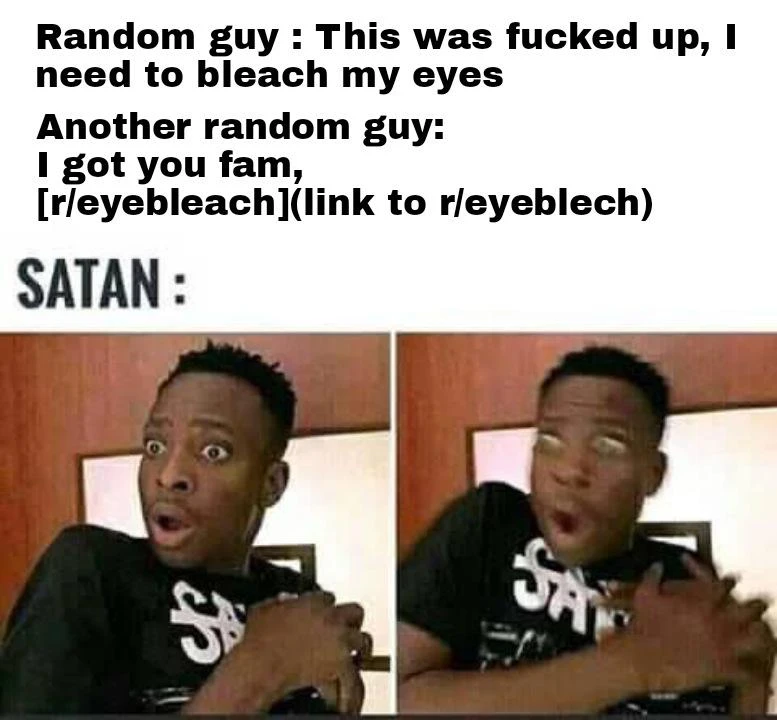 Random guy : This was fucked up, I
need to bleach my eyes
Another random guy:
I got you fam,
[r/eyebleach](link to r/eyeblech)
SATAN :